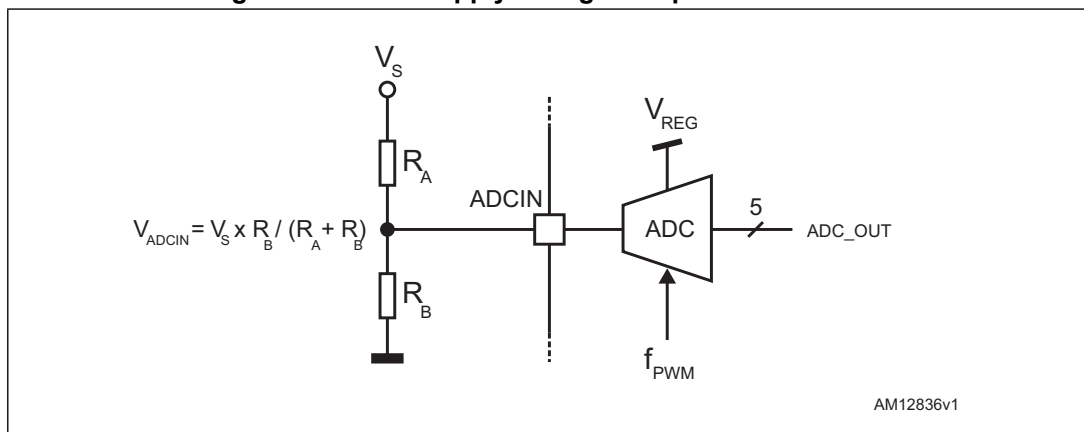 V_S
R_A
V_REG
ADCIN
V_ADCIN = V_S x R_B / (R_A + R_B)
ADC
5
ADC_OUT
R_B
f_PWM
AM12836v1